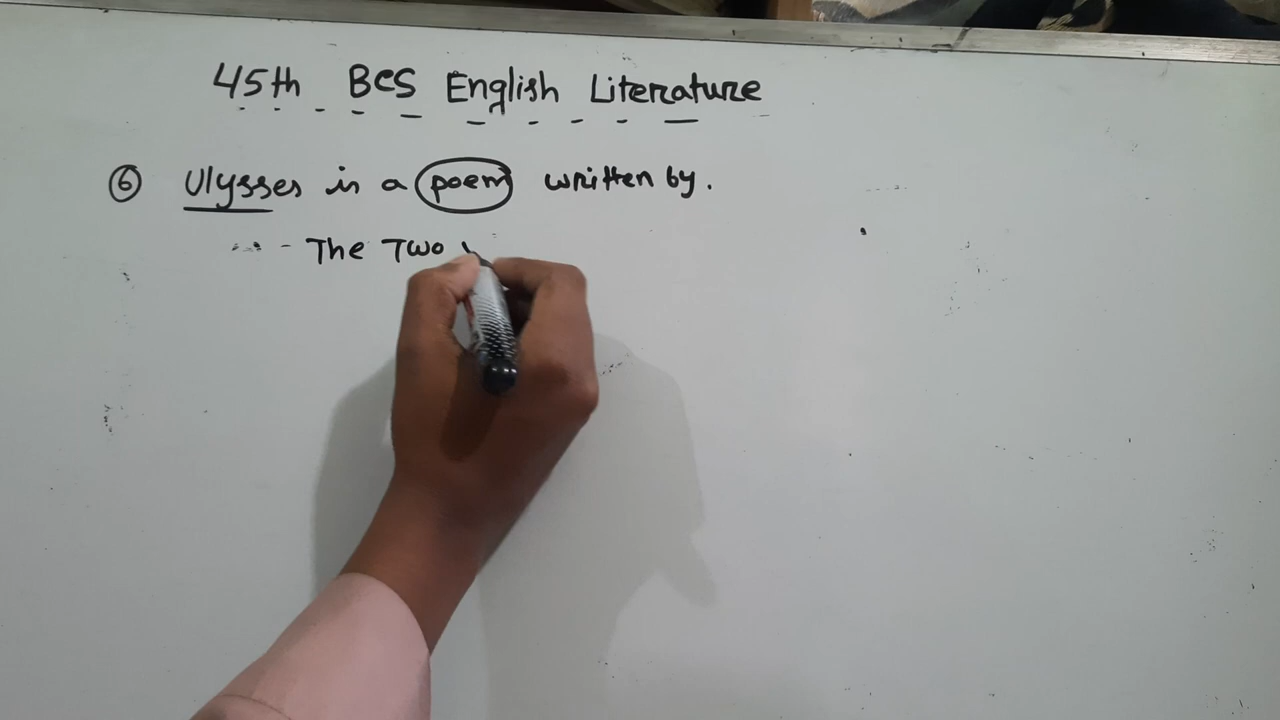 45th BCS English Literature
⑥ Ulysses is a poem written by.
- The Two